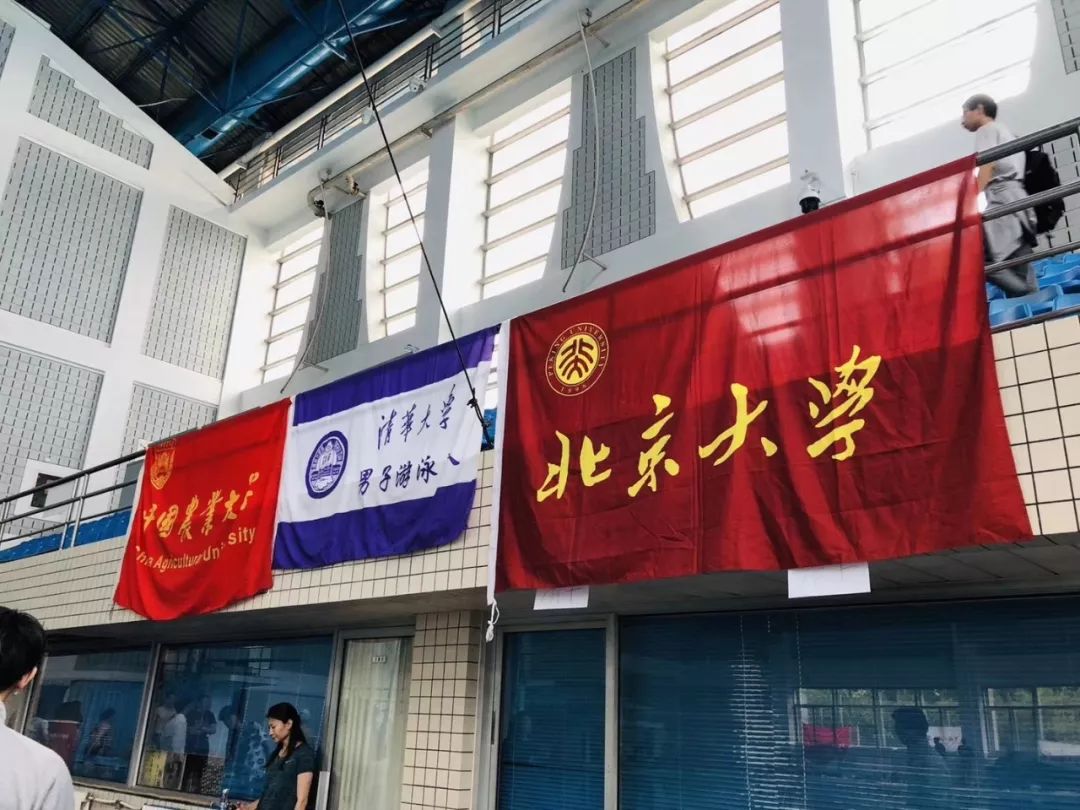 中国农业大
China Agricultural University
清华大学
男子游泳
PEKING UNIVERSITY
1898
北京大学